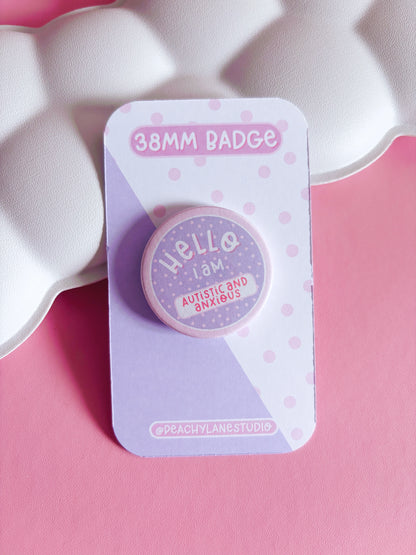 38MM BADGE
HELLO
I AM.
AUTISTIC AND
ANXIOUS
@PEACHYLANESTUDIO